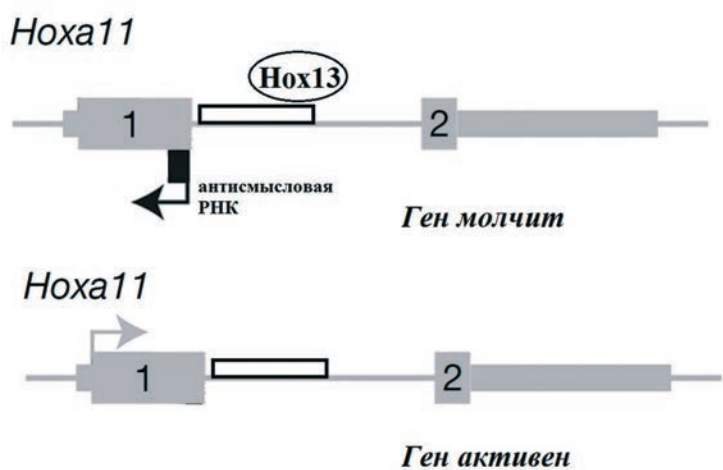 Hoxa11
Hox13
1
2
антисмысловая
РНК
Ген молчит
Hoxa11
1
2
Ген активен